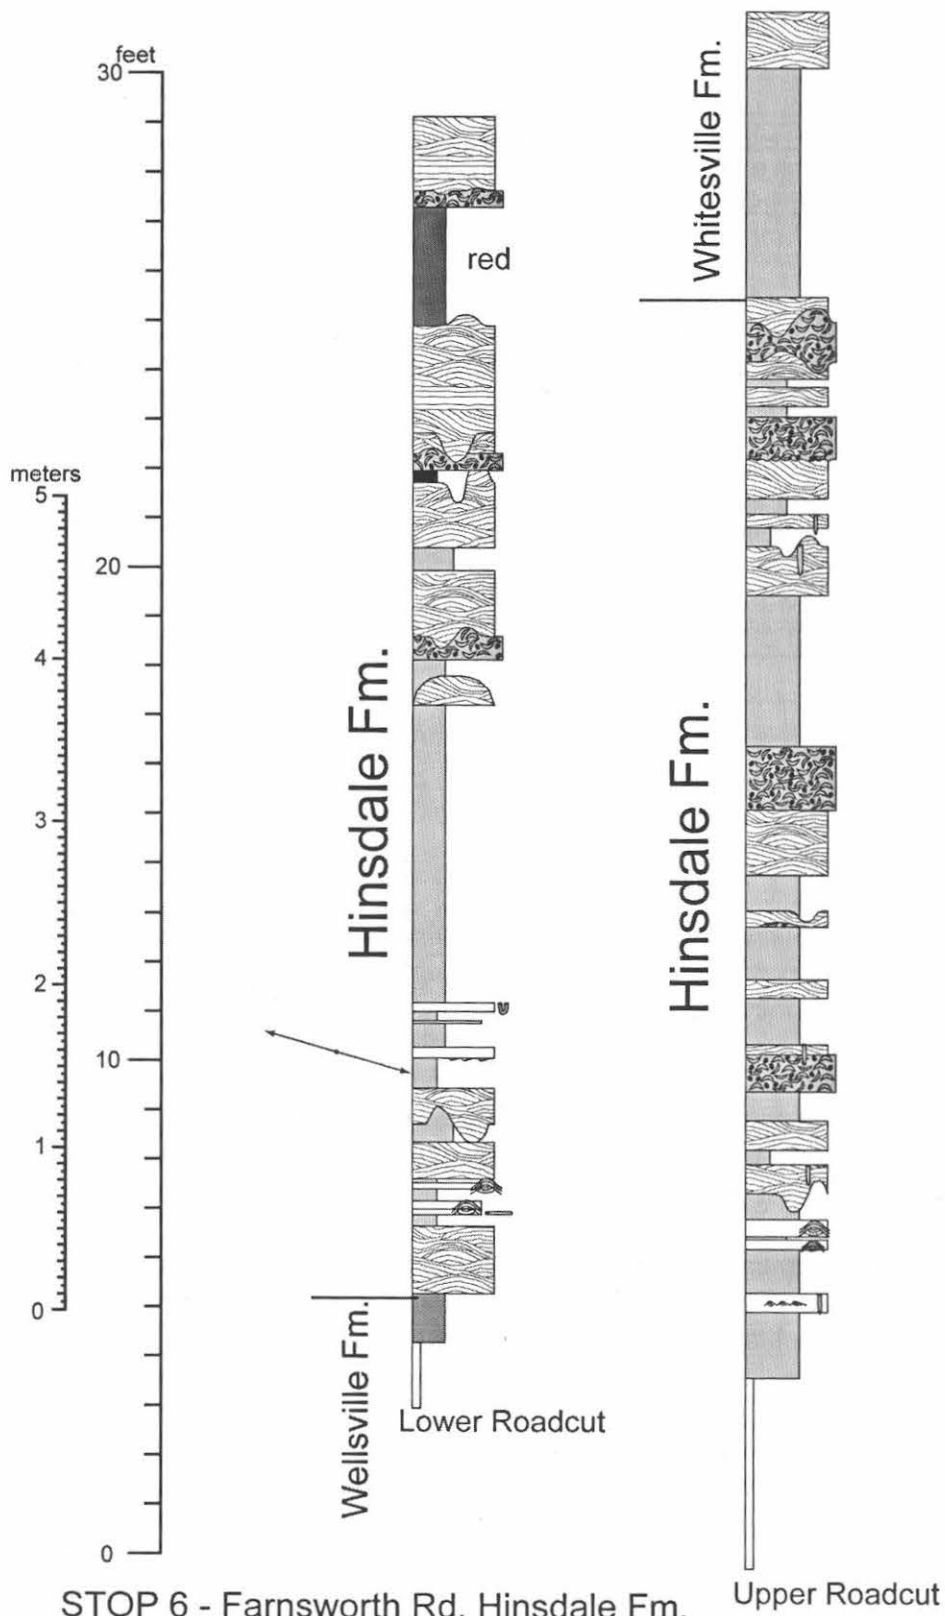 feet
30
20
10
0
meters
5
4
3
2
1
0
red
Hinsdale Fm.
Wellsville Fm.
Lower Roadcut
Whitesville Fm.
Hinsdale Fm.
Upper Roadcut
STOP 6 - Farnsworth Rd. Hinsdale Fm.